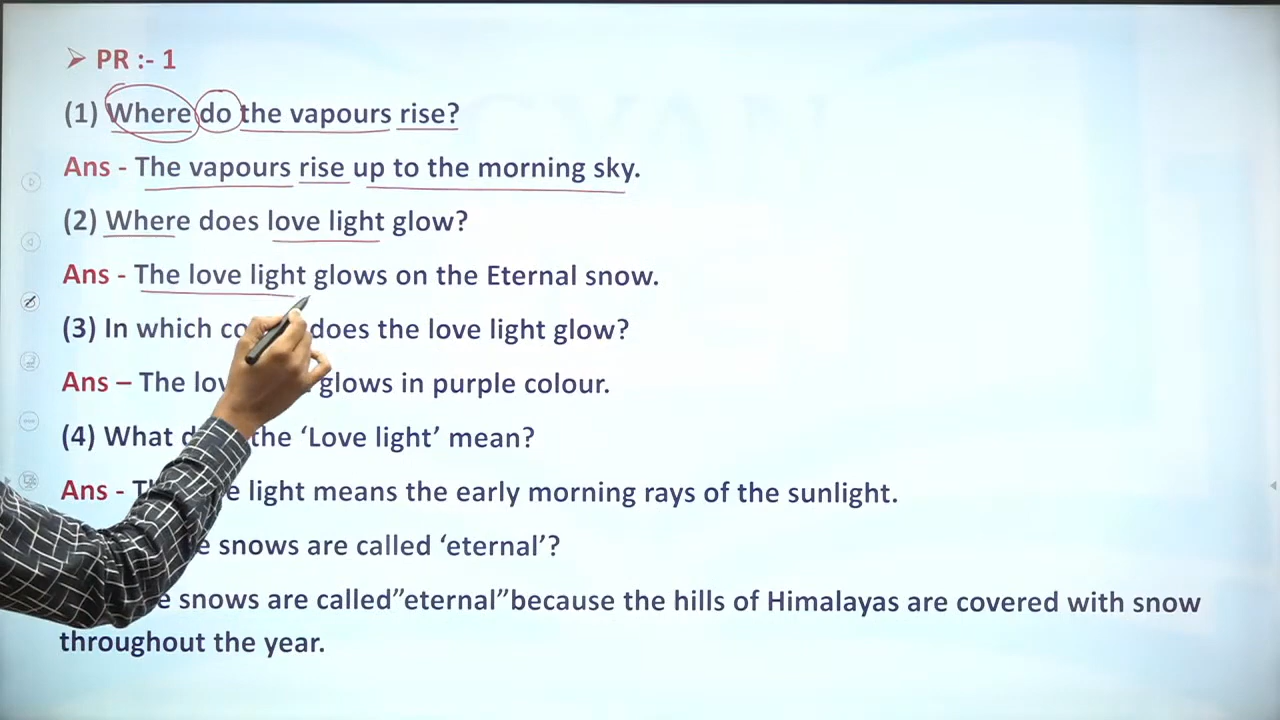 ➢ PR :- 1
(1) Where do the vapours rise?
Ans - The vapours rise up to the morning sky.
(2) Where does love light glow?
Ans - The love light glows on the Eternal snow.
(3) In which does the love light glow?
Ans – The glows in purple colour.
(4) What the ‘Love light’ mean?
Ans - light means the early morning rays of the sunlight.
snows are called ‘eternal’?
snows are called”eternal”because the hills of Himalayas are covered with snow
throughout the year.